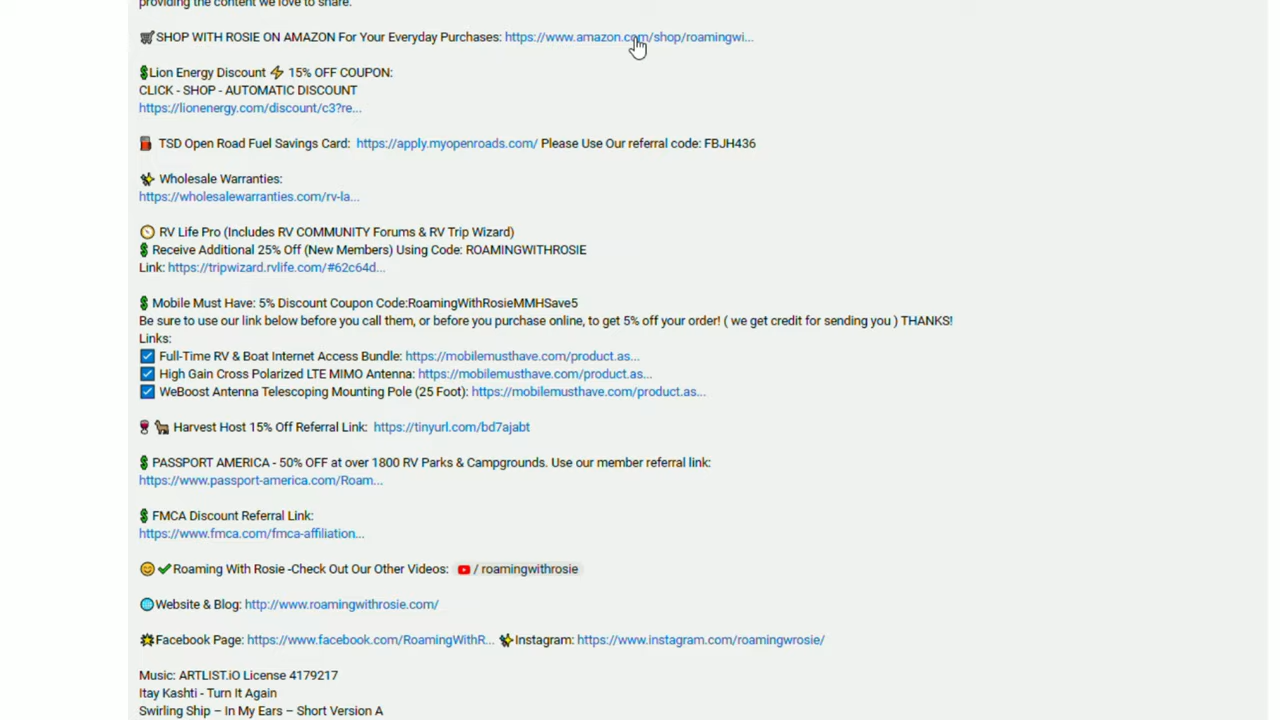 providing the content we love to share.
🛒SHOP WITH ROSIE ON AMAZON For Your Everyday Purchases: https://www.amazon.com/shop/roamingwi...
💲Lion Energy Discount ⚡ 15% OFF COUPON:
CLICK - SHOP - AUTOMATIC DISCOUNT
https://lionenergy.com/discount/c3?re...
⛽ TSD Open Road Fuel Savings Card: https://apply.myopenroads.com/ Please Use Our referral code: FBJH436
✨ Wholesale Warranties:
https://wholesalewarranties.com/rv-la...
🧭 RV Life Pro (Includes RV COMMUNITY Forums & RV Trip Wizard)
💲 Receive Additional 25% Off (New Members) Using Code: ROAMINGWITHROSIE
Link: https://tripwizard.rvlife.com/#62c64d...
💲 Mobile Must Have: 5% Discount Coupon Code:RoamingWithRosieMMHSave5
Be sure to use our link below before you call them, or before you purchase online, to get 5% off your order! ( we get credit for sending you ) THANKS!
Links:
☑️ Full-Time RV & Boat Internet Access Bundle: https://mobilemusthave.com/product.as...
☑️ High Gain Cross Polarized LTE MIMO Antenna: https://mobilemusthave.com/product.as...
☑️ WeBoost Antenna Telescoping Mounting Pole (25 Foot): https://mobilemusthave.com/product.as...
🍷 🐕 Harvest Host 15% Off Referral Link: https://tinyurl.com/bd7ajabt
💲 PASSPORT AMERICA - 50% OFF at over 1800 RV Parks & Campgrounds. Use our member referral link:
https://www.passport-america.com/Roam...
💲 FMCA Discount Referral Link:
https://www.fmca.com/fmca-affiliation...
😊✔Roaming With Rosie -Check Out Our Other Videos: / roamingwithrosie
🌐Website & Blog: http://www.roamingwithrosie.com/
💥Facebook Page: https://www.facebook.com/RoamingWithR... ✨Instagram: https://www.instagram.com/roamingwrosie/
Music: ARTLIST.iO License 4179217
Itay Kashti - Turn It Again
Swirling Ship – In My Ears – Short Version A